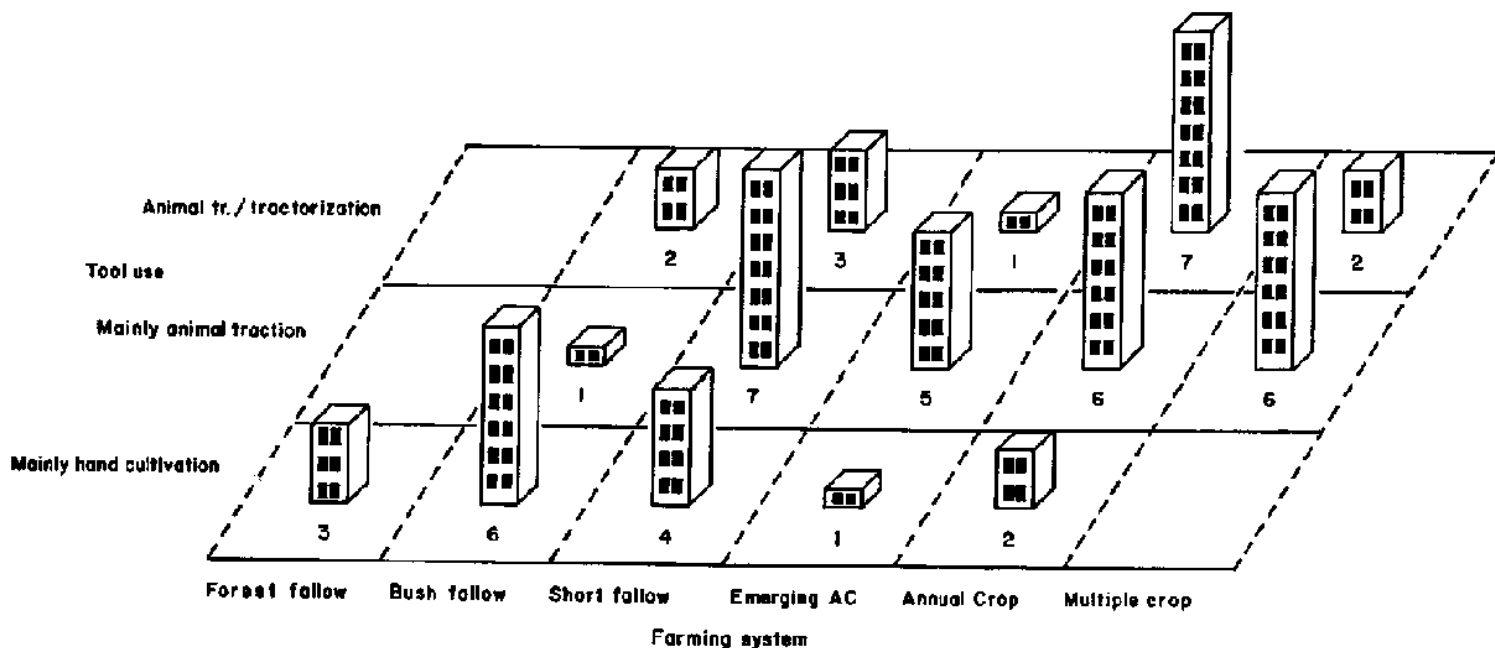 Animal tr./ tractorization
2 3 1 7 2
Tool use
Mainly animal traction
1 7 5 6 6
Mainly hand cultivation
3 6 4 1 2
Forest fallow Bush fallow Short fallow Emerging AC Annual Crop Multiple crop
Farming system